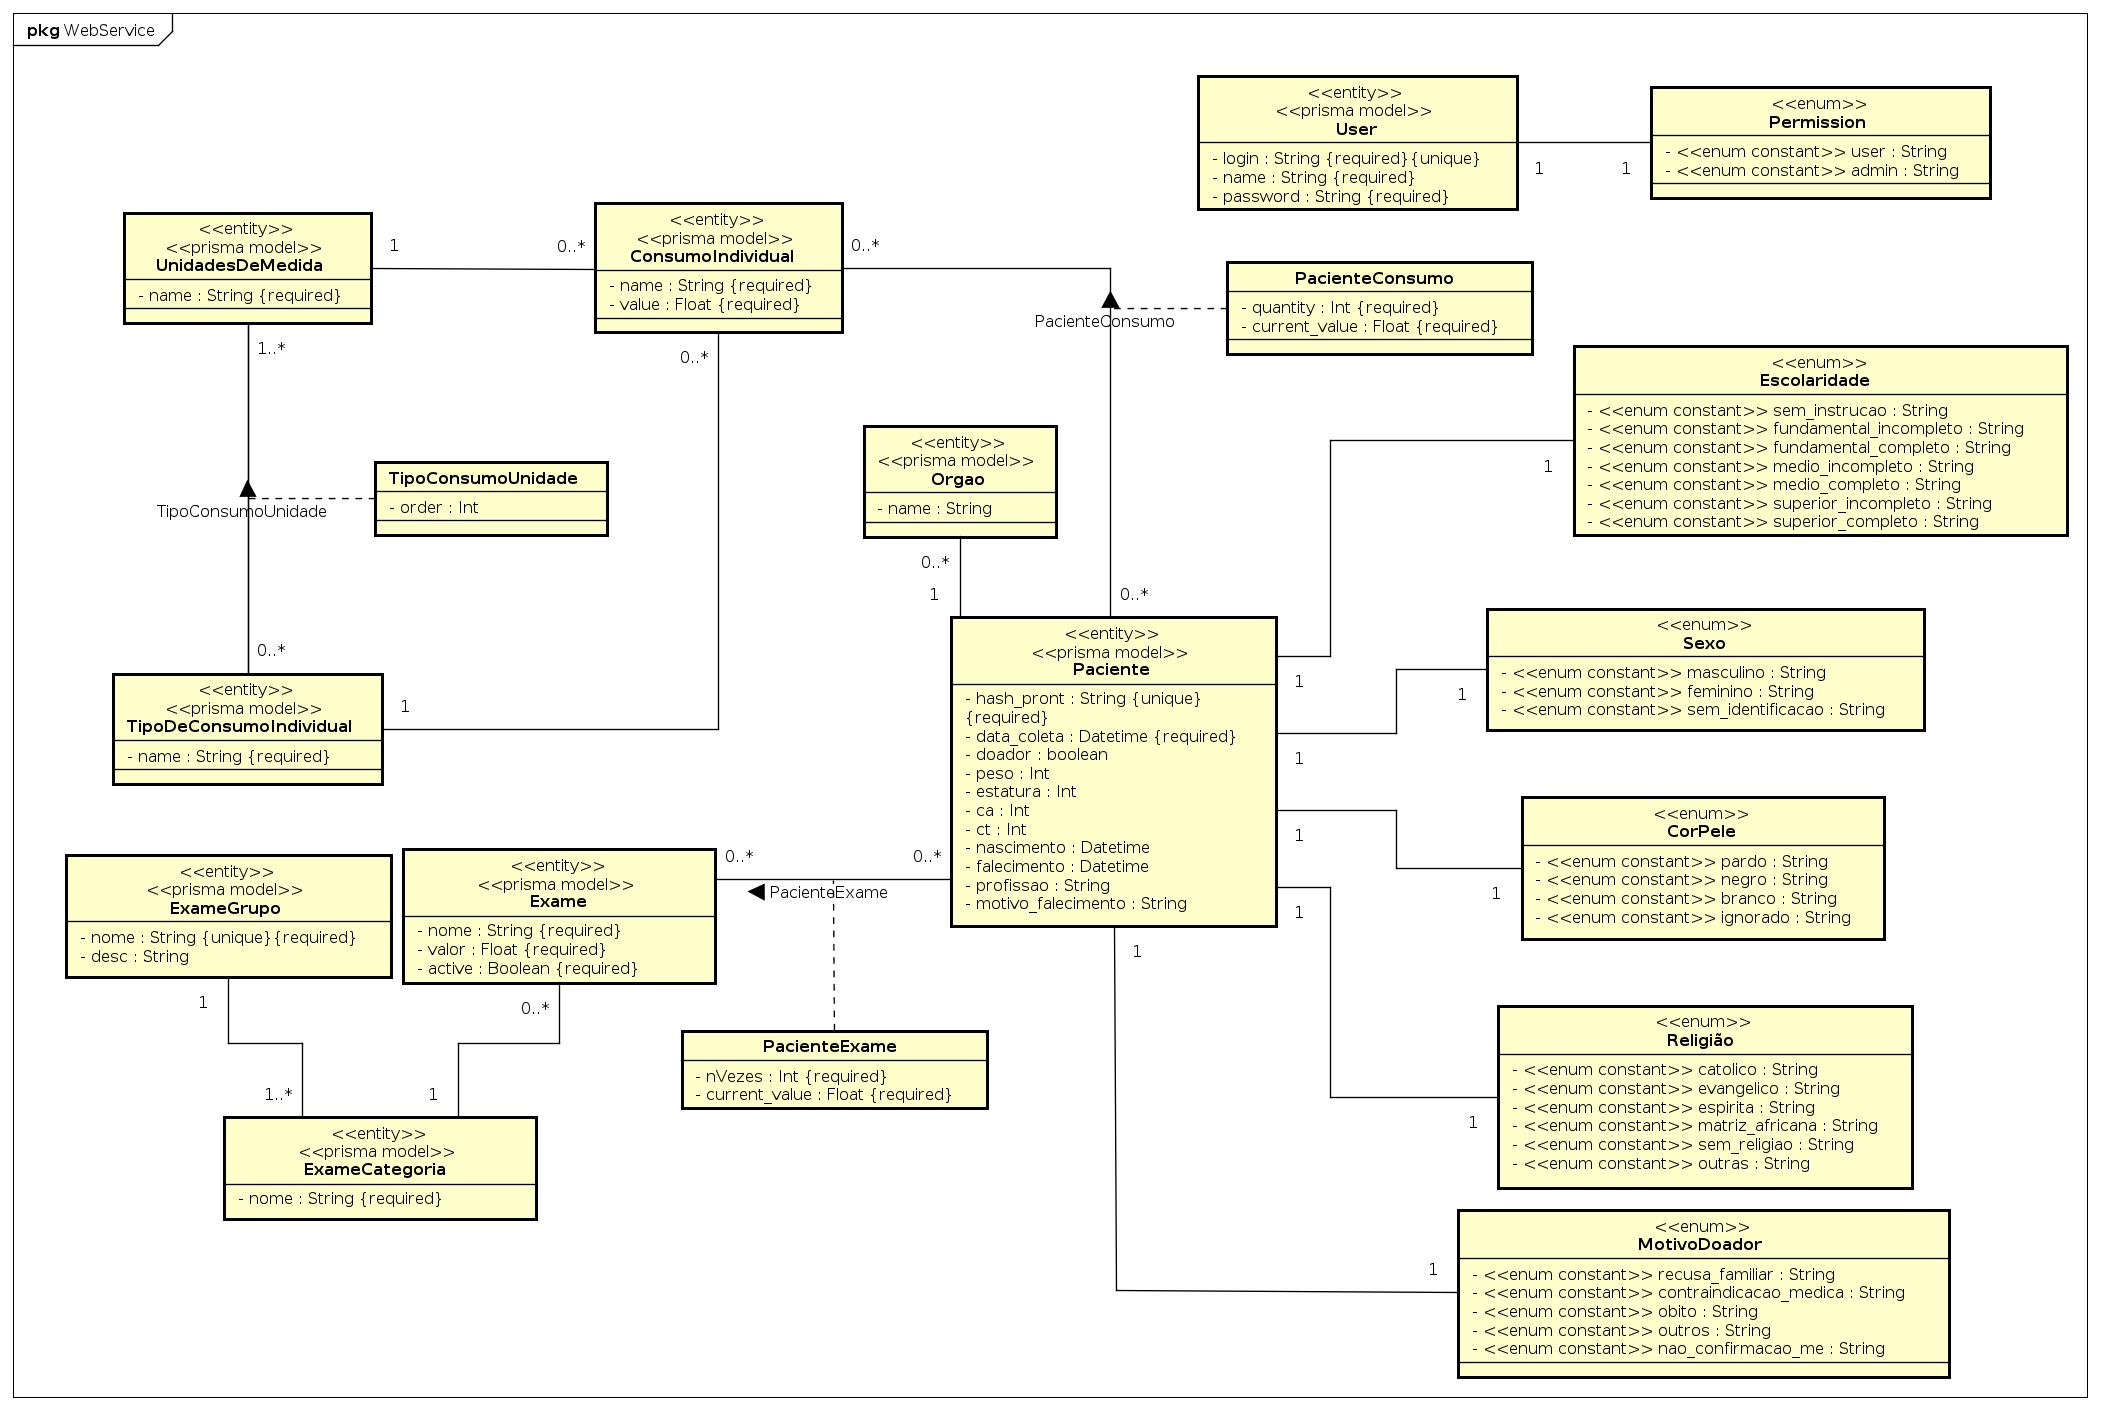 pkg WebService
<<entity>>
<<prisma model>>
User
- login : String {required}{unique}
- name : String {required}
- password : String {required}
1
1
<<enum>>
Permission
- <<enum constant>> user : String
- <<enum constant>> admin : String
<<entity>>
<<prisma model>>
UnidadesDeMedida
- name : String {required}
1
0..*
1..*
<<entity>>
<<prisma model>>
ConsumoIndividual
- name : String {required}
- value : Float {required}
0..*
0..*
PacienteConsumo
PacienteConsumo
- quantity : Int {required}
- current_value : Float {required}
0..*
TipoConsumoUnidade
TipoConsumoUnidade
- order : Int
0..*
<<entity>>
<<prisma model>>
Orgao
- name : String
0..*
1
<<enum>>
Escolaridade
- <<enum constant>> sem_instrucao : String
- <<enum constant>> fundamental_incompleto : String
- <<enum constant>> fundamental_completo : String
- <<enum constant>> medio_incompleto : String
- <<enum constant>> medio_completo : String
- <<enum constant>> superior_incompleto : String
- <<enum constant>> superior_completo : String
1
1
<<entity>>
<<prisma model>>
TipoDeConsumoIndividual
- name : String {required}
1
<<entity>>
<<prisma model>>
Paciente
- hash_pront : String {unique}
{required}
- data_coleta : Datetime {required}
- doador : boolean
- peso : Int
- estatura : Int
- ca : Int
- ct : Int
- nascimento : Datetime
- falecimento : Datetime
- profissao : String
- motivo_falecimento : String
<<enum>>
Sexo
- <<enum constant>> masculino : String
- <<enum constant>> feminino : String
- <<enum constant>> sem_identificacao : String
1
1
<<enum>>
CorPele
- <<enum constant>> pardo : String
- <<enum constant>> negro : String
- <<enum constant>> branco : String
- <<enum constant>> ignorado : String
1
1
<<entity>>
<<prisma model>>
ExameGrupo
- nome : String {unique}{required}
- desc : String
1
1..*
<<entity>>
<<prisma model>>
Exame
- nome : String {required}
- valor : Float {required}
- active : Boolean {required}
0..*
0..*
PacienteExame
0..*
1
PacienteExame
- nVezes : Int {required}
- current_value : Float {required}
<<entity>>
<<prisma model>>
ExameCategoria
- nome : String {required}
1
1
<<enum>>
Religião
- <<enum constant>> catolico : String
- <<enum constant>> evangelico : String
- <<enum constant>> espirita : String
- <<enum constant>> matriz_africana : String
- <<enum constant>> sem_religiao : String
- <<enum constant>> outras : String
1
1
<<enum>>
MotivoDoador
- <<enum constant>> recusa_familiar : String
- <<enum constant>> contraindicacao_medica : String
- <<enum constant>> obito : String
- <<enum constant>> outros : String
- <<enum constant>> nao_confirmacao_me : String